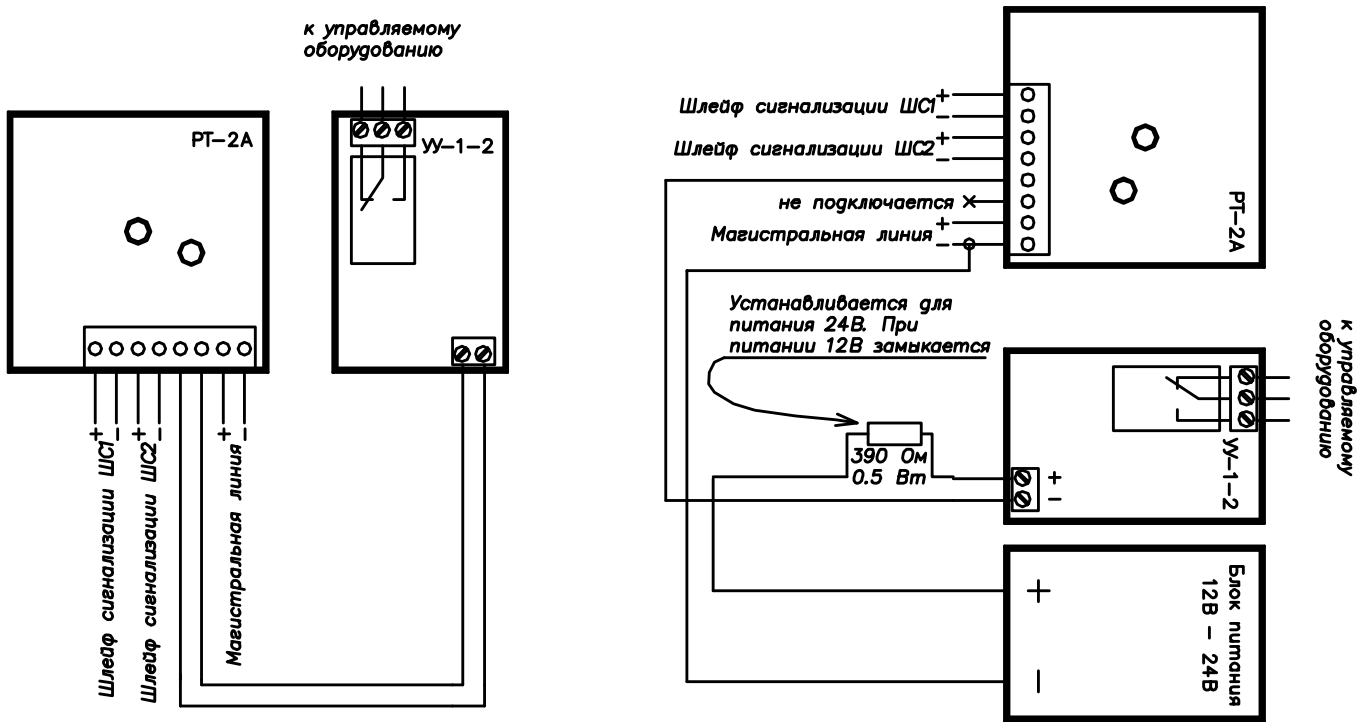 к управляемому
оборудованию
РТ-2А
УУ-1-2
+
-
+
-
+
-
Шлейф сигнализации ШС1
Шлейф сигнализации ШС2
Магистральная линия
Шлейф сигнализации ШС1
+
-
Шлейф сигнализации ШС2
+
-
не подключается
Магистральная линия
+
-
РТ-2А
Устанавливается для
питания 24В. При
питании 12В замыкается
390 Ом
0.5 Вт
+
-
УУ-1-2
к управляемому
оборудованию
+
-
Блок питания
12В - 24В